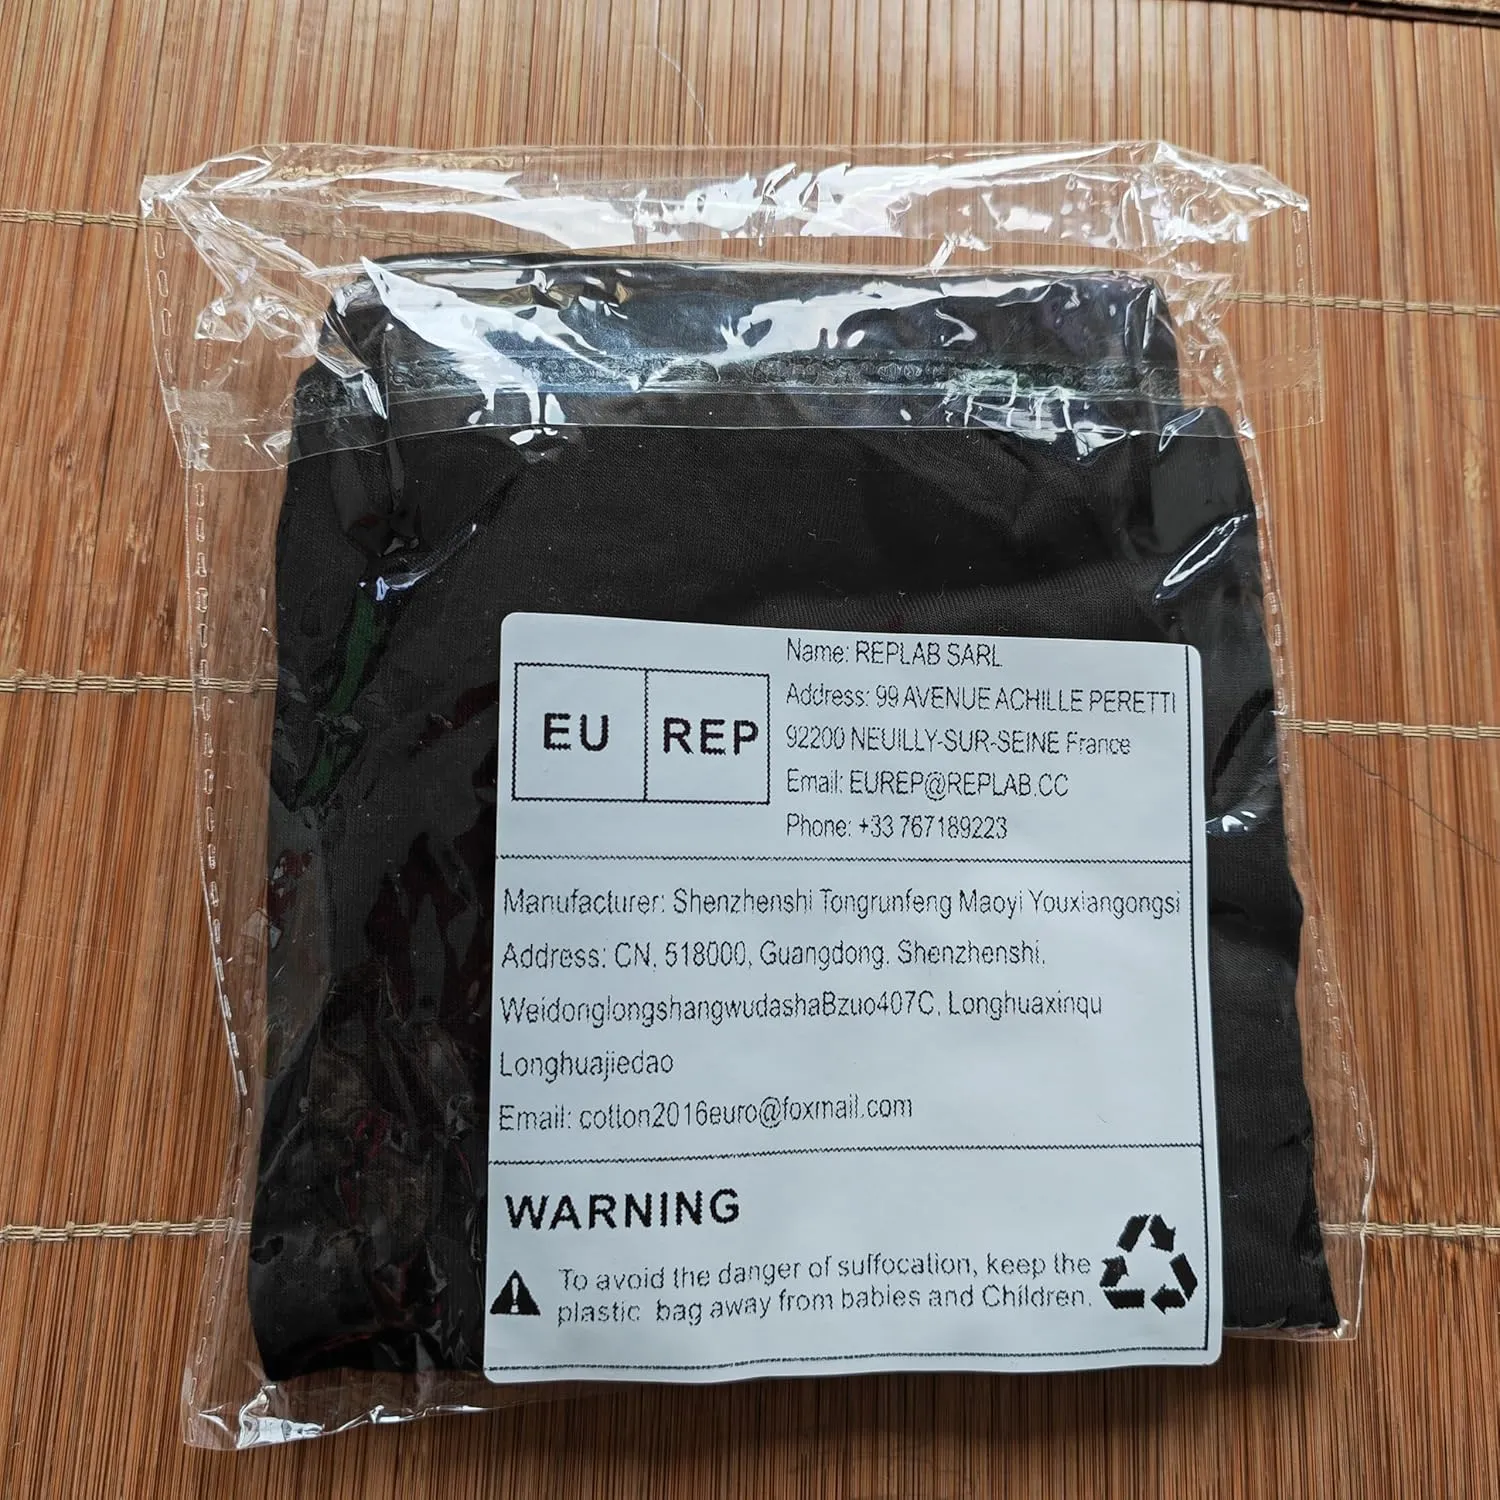 EU REP
Name: REPLAB SARL
Address: 99 AVENUE ACHILLE PERETTI
92200 NEUILLY-SUR-SEINE France
Email: EUREP@REPLAB.CC
Phone: +33 767189223
Manufacturer: Shenzhenshi Tongrunfeng Maoyi Youxiangongsi
Address: CN, 518000, Guangdong, Shenzhenshi,
WeidonglongshangwudashaBzuo407C, Longhuaxinqu
Longhuajiedao
Email: cotton2016euro@foxmail.com
WARNING
To avoid the danger of suffocation, keep the
plastic bag away from babies and Children.